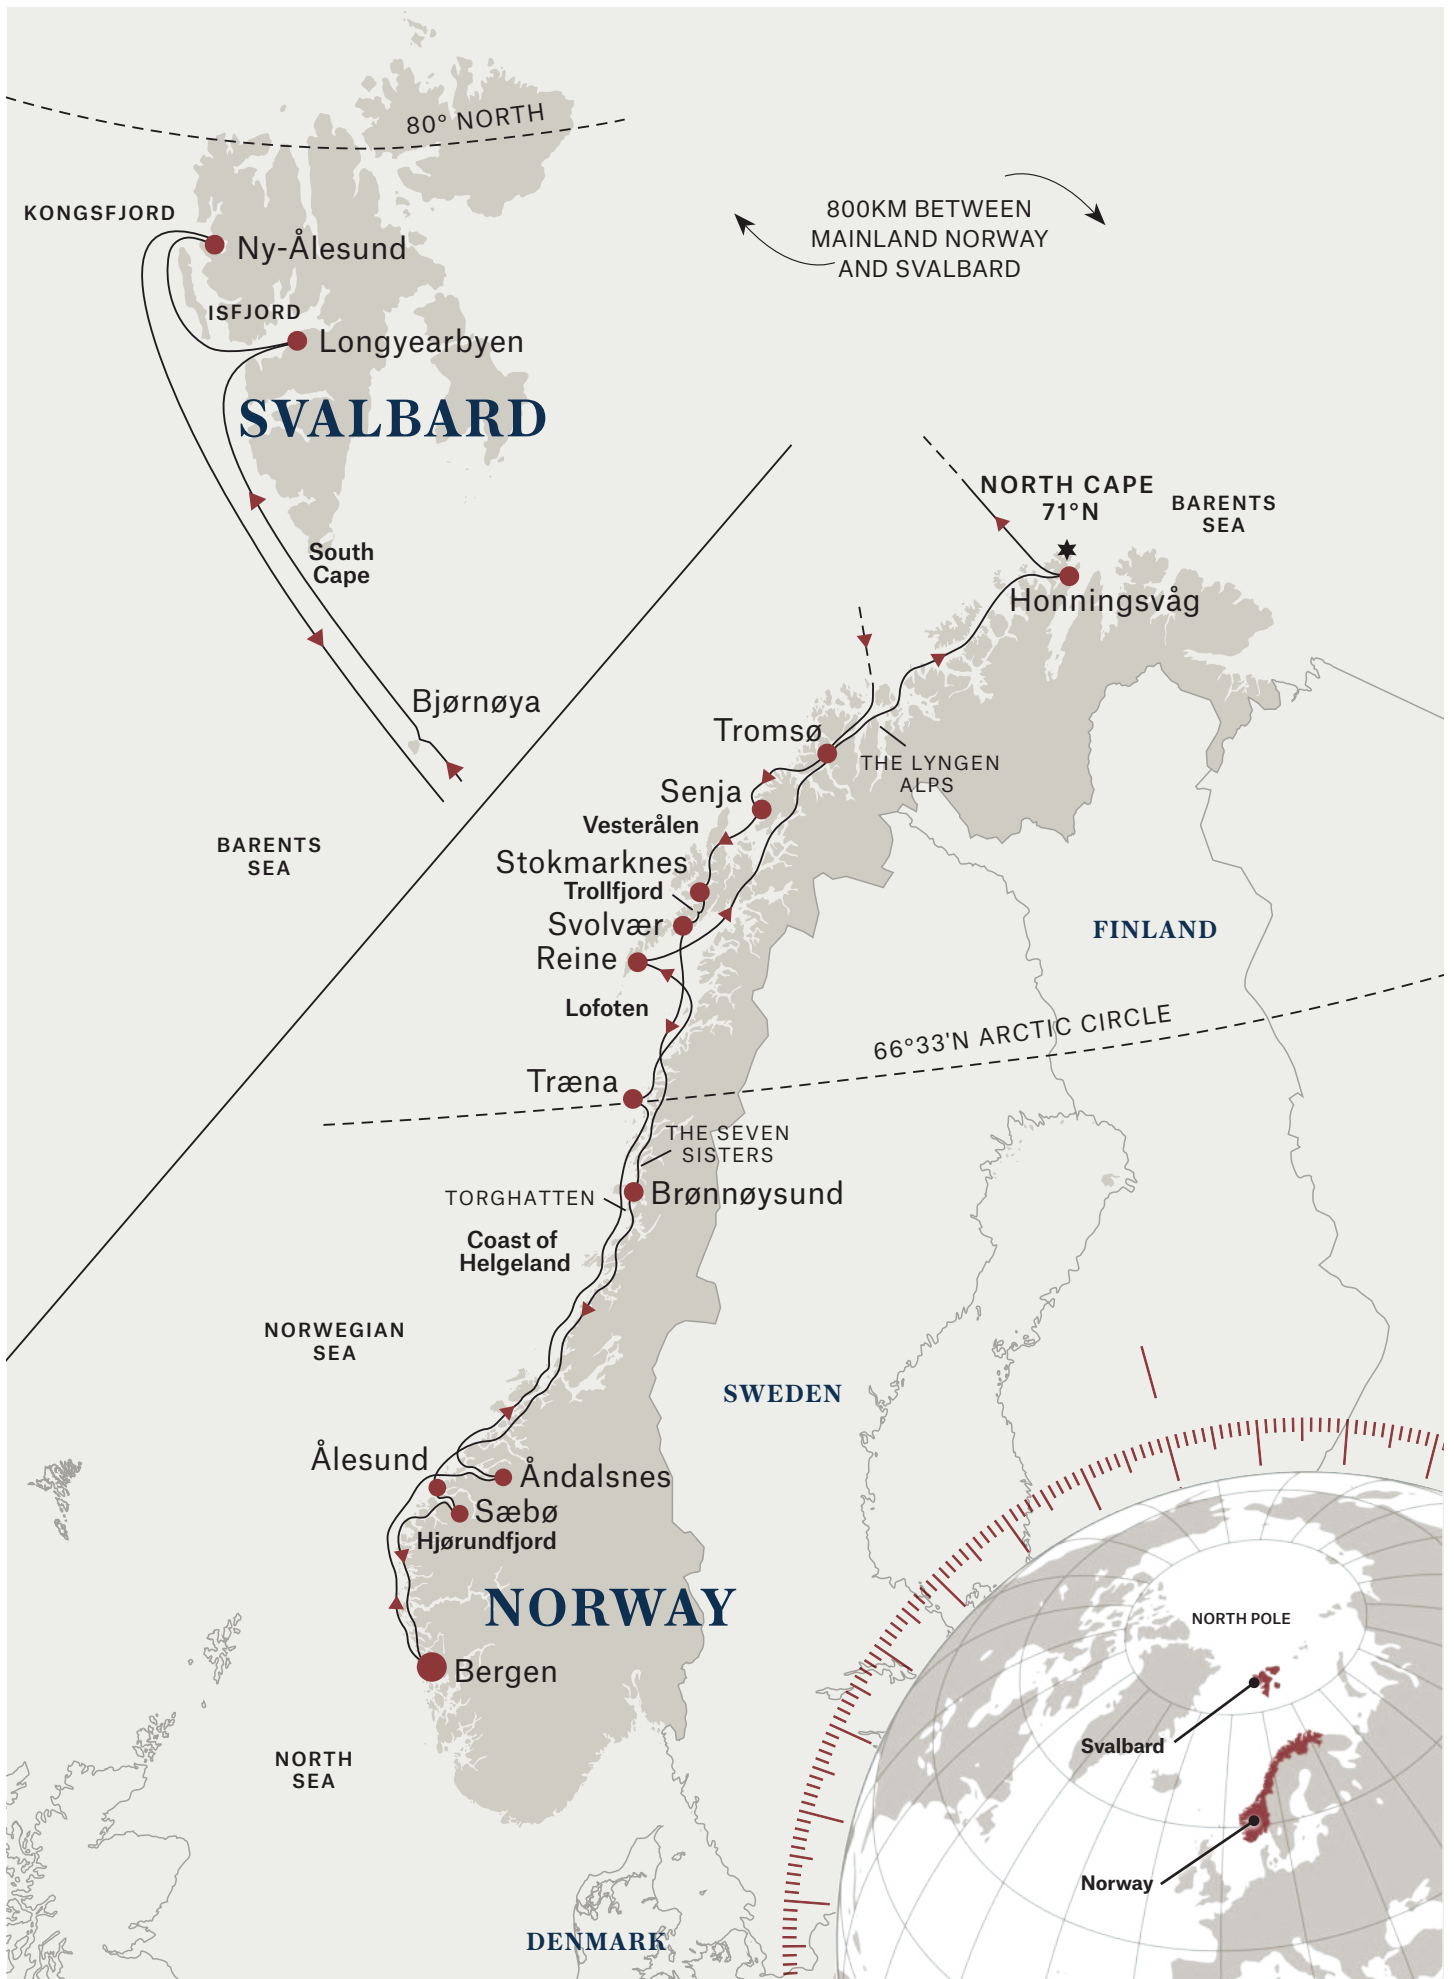 80° NORTH
KONGSFJORD
800KM BETWEEN
MAINLAND NORWAY
AND SVALBARD
Ny-Ålesund
ISFJORD
Longyearbyen
SVALBARD
NORTH CAPE
71°N
BARENTS
SEA
South
Cape
Honningsvåg
Bjørnøya
Tromsø
THE LYNGEN
ALPS
Senja
Vesterålen
BARENTS
SEA
Stokmarknes
Trollfjord
Svolvær
FINLAND
Reine
Lofoten
66°33'N ARCTIC CIRCLE
Træna
THE SEVEN
SISTERS
TORGHATTEN
Brønnøysund
Coast of
Helgeland
NORWEGIAN
SEA
SWEDEN
Ålesund
Åndalsnes
Sæbø
Hjørundfjord
NORWAY
NORTH POLE
Bergen
Svalbard
NORTH
SEA
Norway
DENMARK